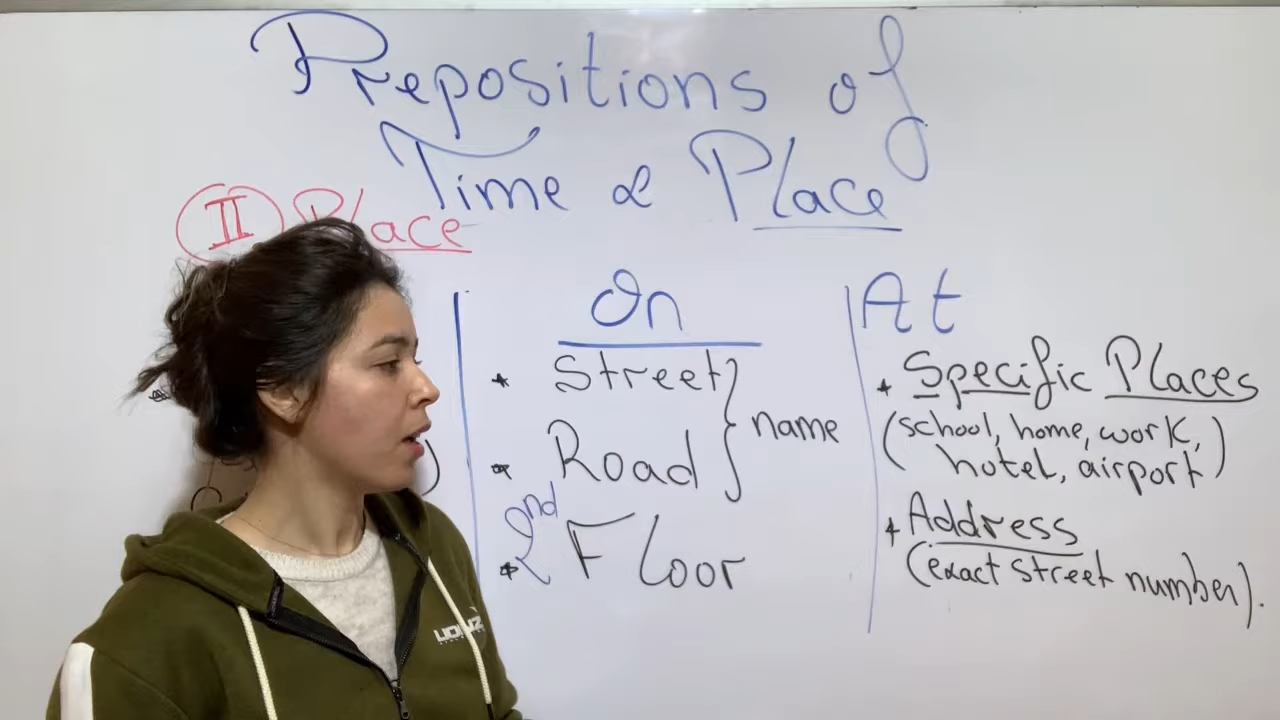 Prepositions of
Time & Place
II Place
On
* Street
* Road
name
* 2nd Floor
At
* Specific Places
(school, home, work,
hotel, airport)
* Address
(exact street number).